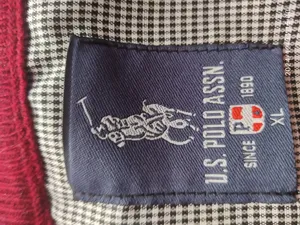 U.S. POLO ASSN.
SINCE P 1890
XL